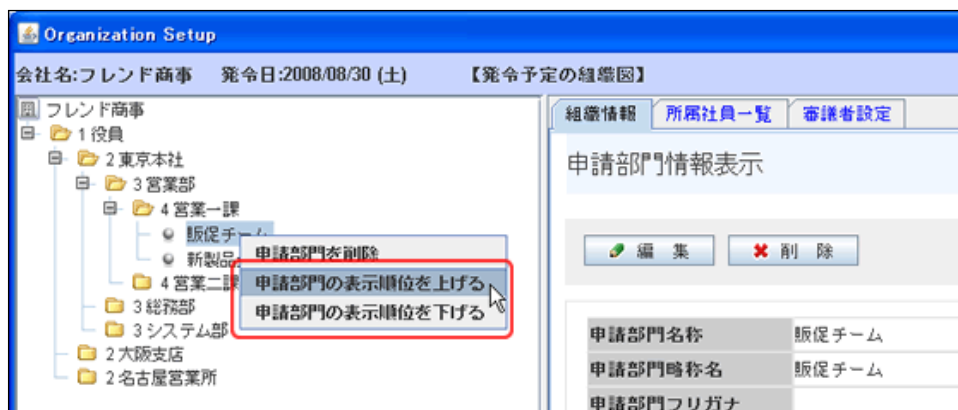 Organization Setup
会社名:フレンド商事 発令日:2008/08/30 (土) 【発令予定の組織図】
フレンド商事
1 役員
2 東京本社
3 営業部
4 営業一課
販促チーム
新製品
4 営業二課
3 総務部
3 システム部
2 大阪支店
2 名古屋営業所
申請部門を削除
申請部門の表示順位を上げる
申請部門の表示順位を下げる
組織情報 所属社員一覧 審議者設定
申請部門情報表示
編 集 削 除
申請部門名称 販促チーム
申請部門略称名 販促チーム
申請部門フリガナ